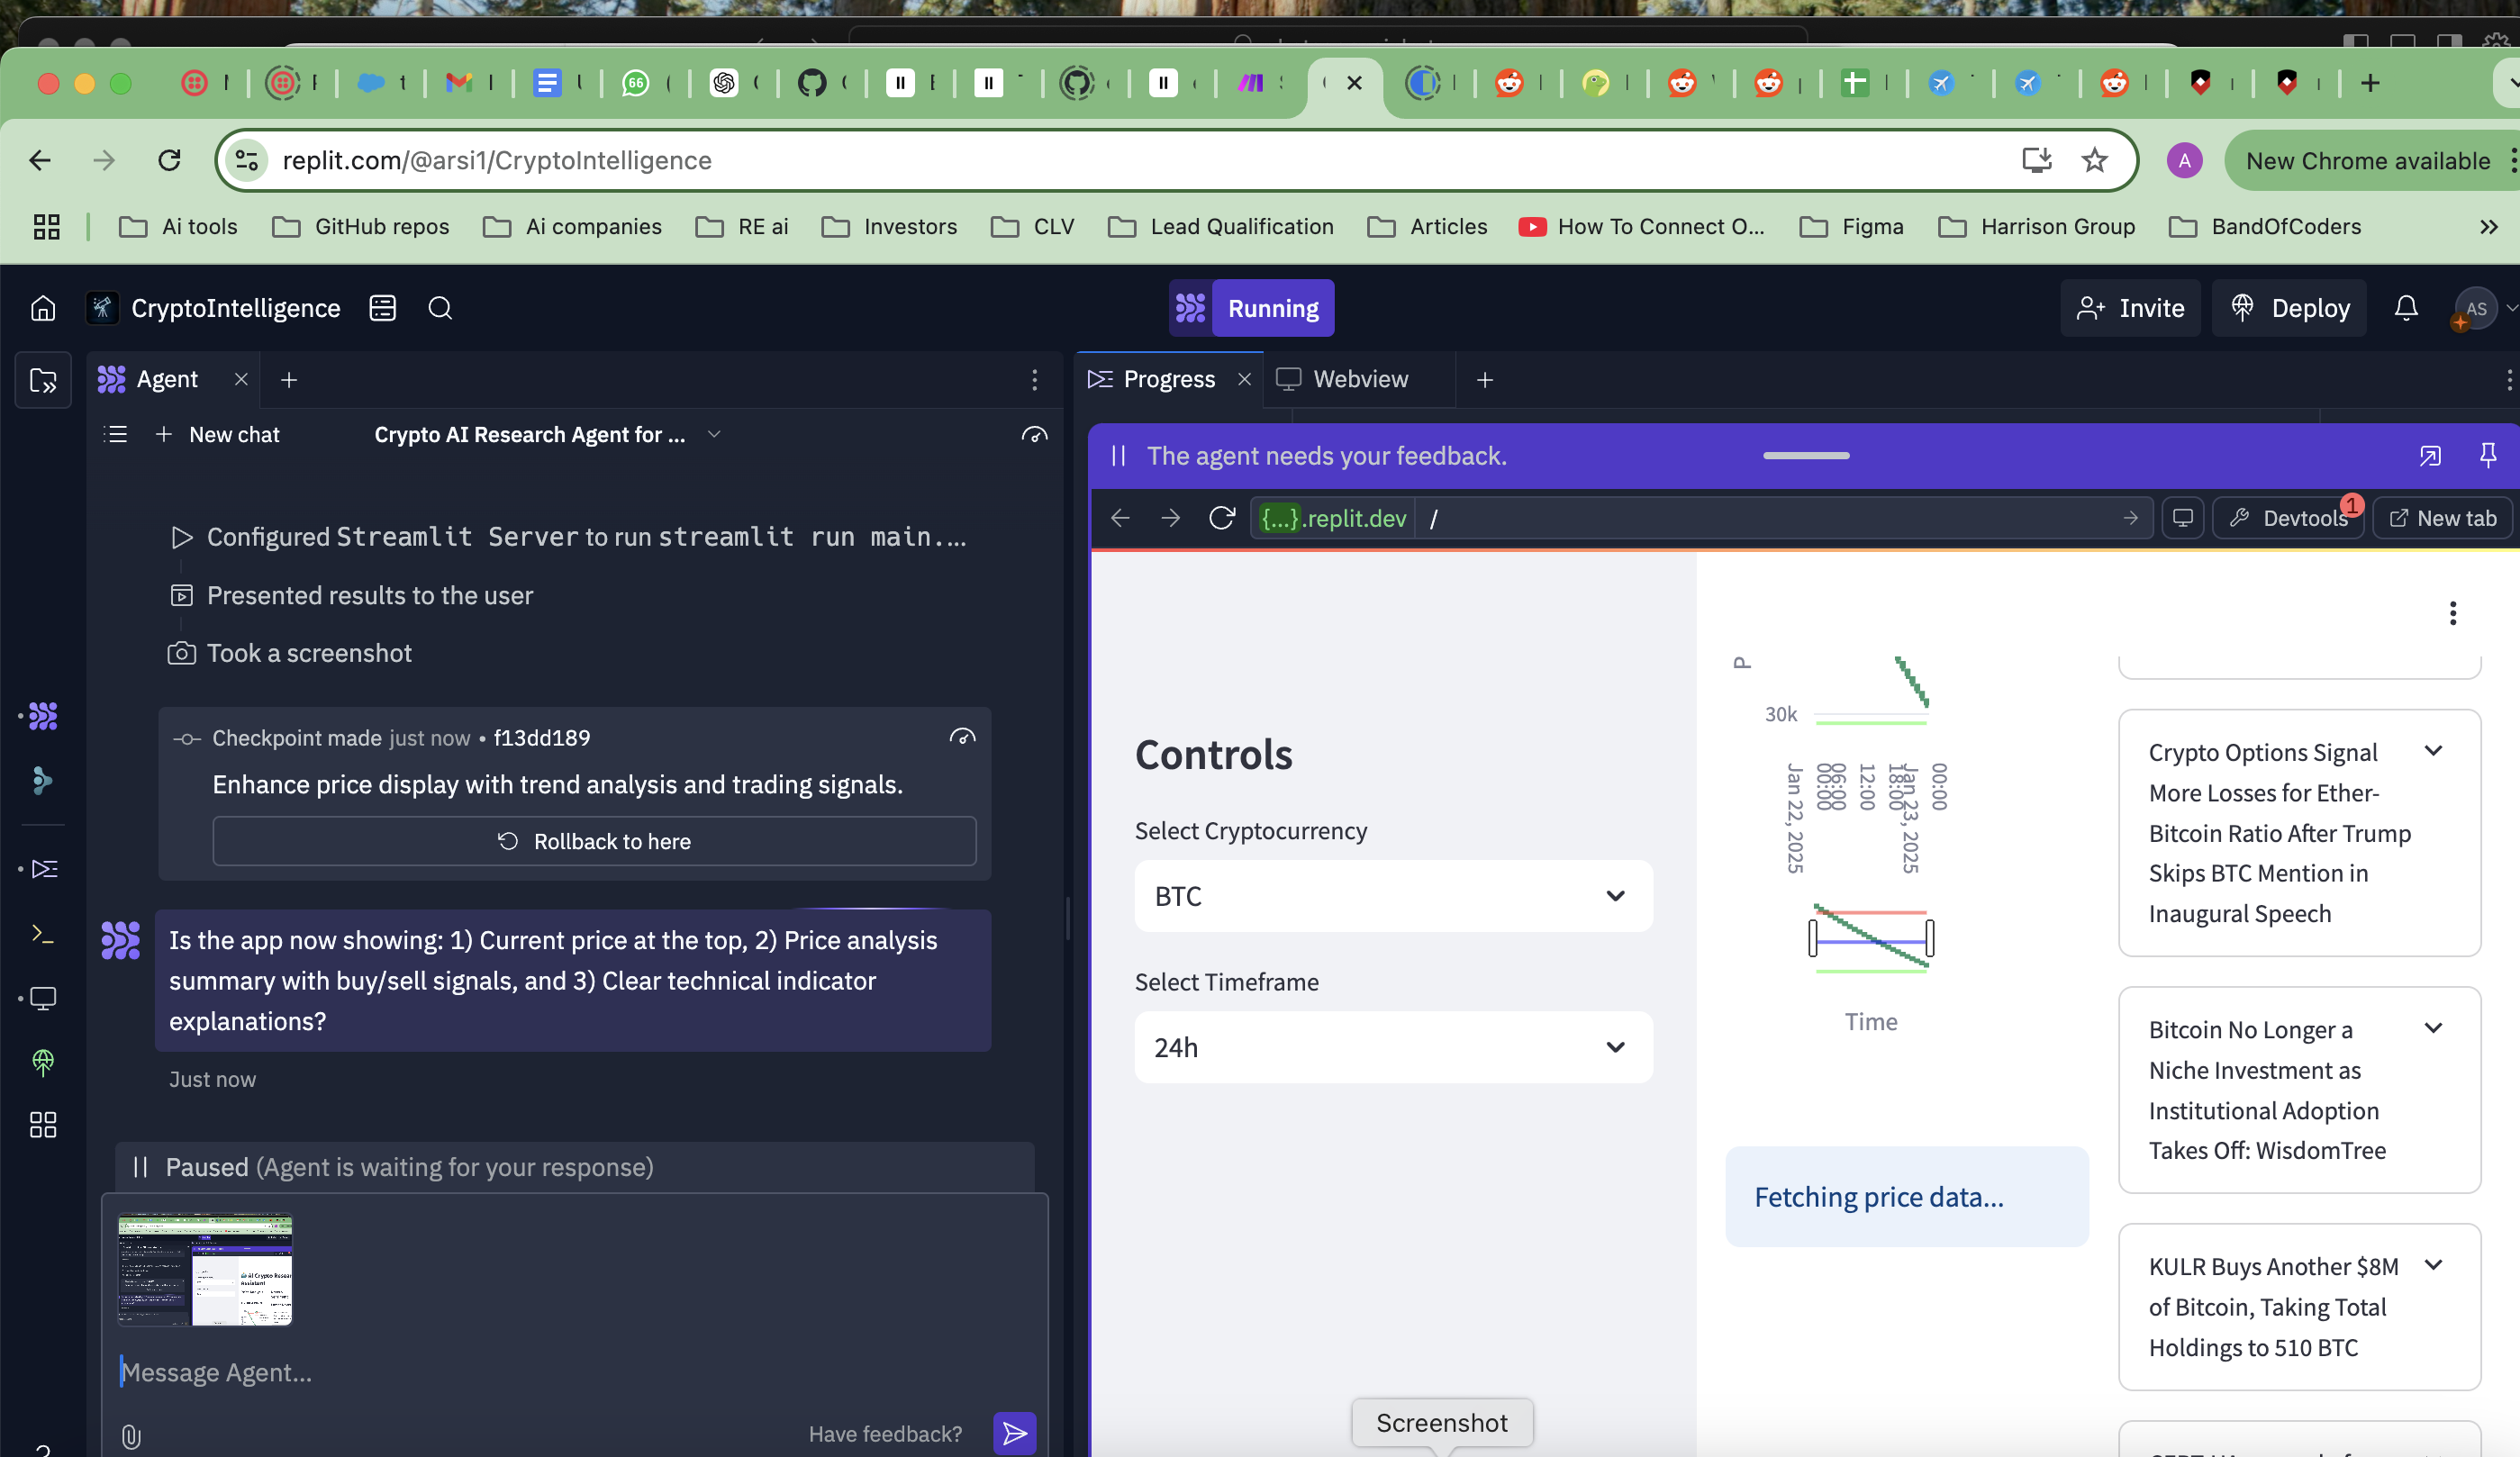 66
replit.com/@arsi1/CryptoIntelligence
A
New Chrome available
Ai tools
GitHub repos
Ai companies
RE ai
Investors
CLV
Lead Qualification
Articles
How To Connect O...
Figma
Harrison Group
BandOfCoders
CryptoIntelligence
Running
Invite
Deploy
AS
Agent
Progress
Webview
New chat
Crypto AI Research Agent for ...
The agent needs your feedback.
{...}.replit.dev
/
Devtools
1
New tab
Configured Streamlit Server to run streamlit run main....
Presented results to the user
Took a screenshot
Checkpoint made just now • f13dd189
Enhance price display with trend analysis and trading signals.
Rollback to here
Is the app now showing: 1) Current price at the top, 2) Price analysis
summary with buy/sell signals, and 3) Clear technical indicator
explanations?
Just now
Paused (Agent is waiting for your response)
Message Agent...
Have feedback?
Controls
Select Cryptocurrency
BTC
Select Timeframe
24h
P
30k
Jan 22, 2025
00:00
06:00
12:00
18:00
Jan 23, 2025
00:00
Time
Fetching price data...
Crypto Options Signal
More Losses for Ether-
Bitcoin Ratio After Trump
Skips BTC Mention in
Inaugural Speech
Bitcoin No Longer a
Niche Investment as
Institutional Adoption
Takes Off: WisdomTree
KULR Buys Another $8M
of Bitcoin, Taking Total
Holdings to 510 BTC
Screenshot